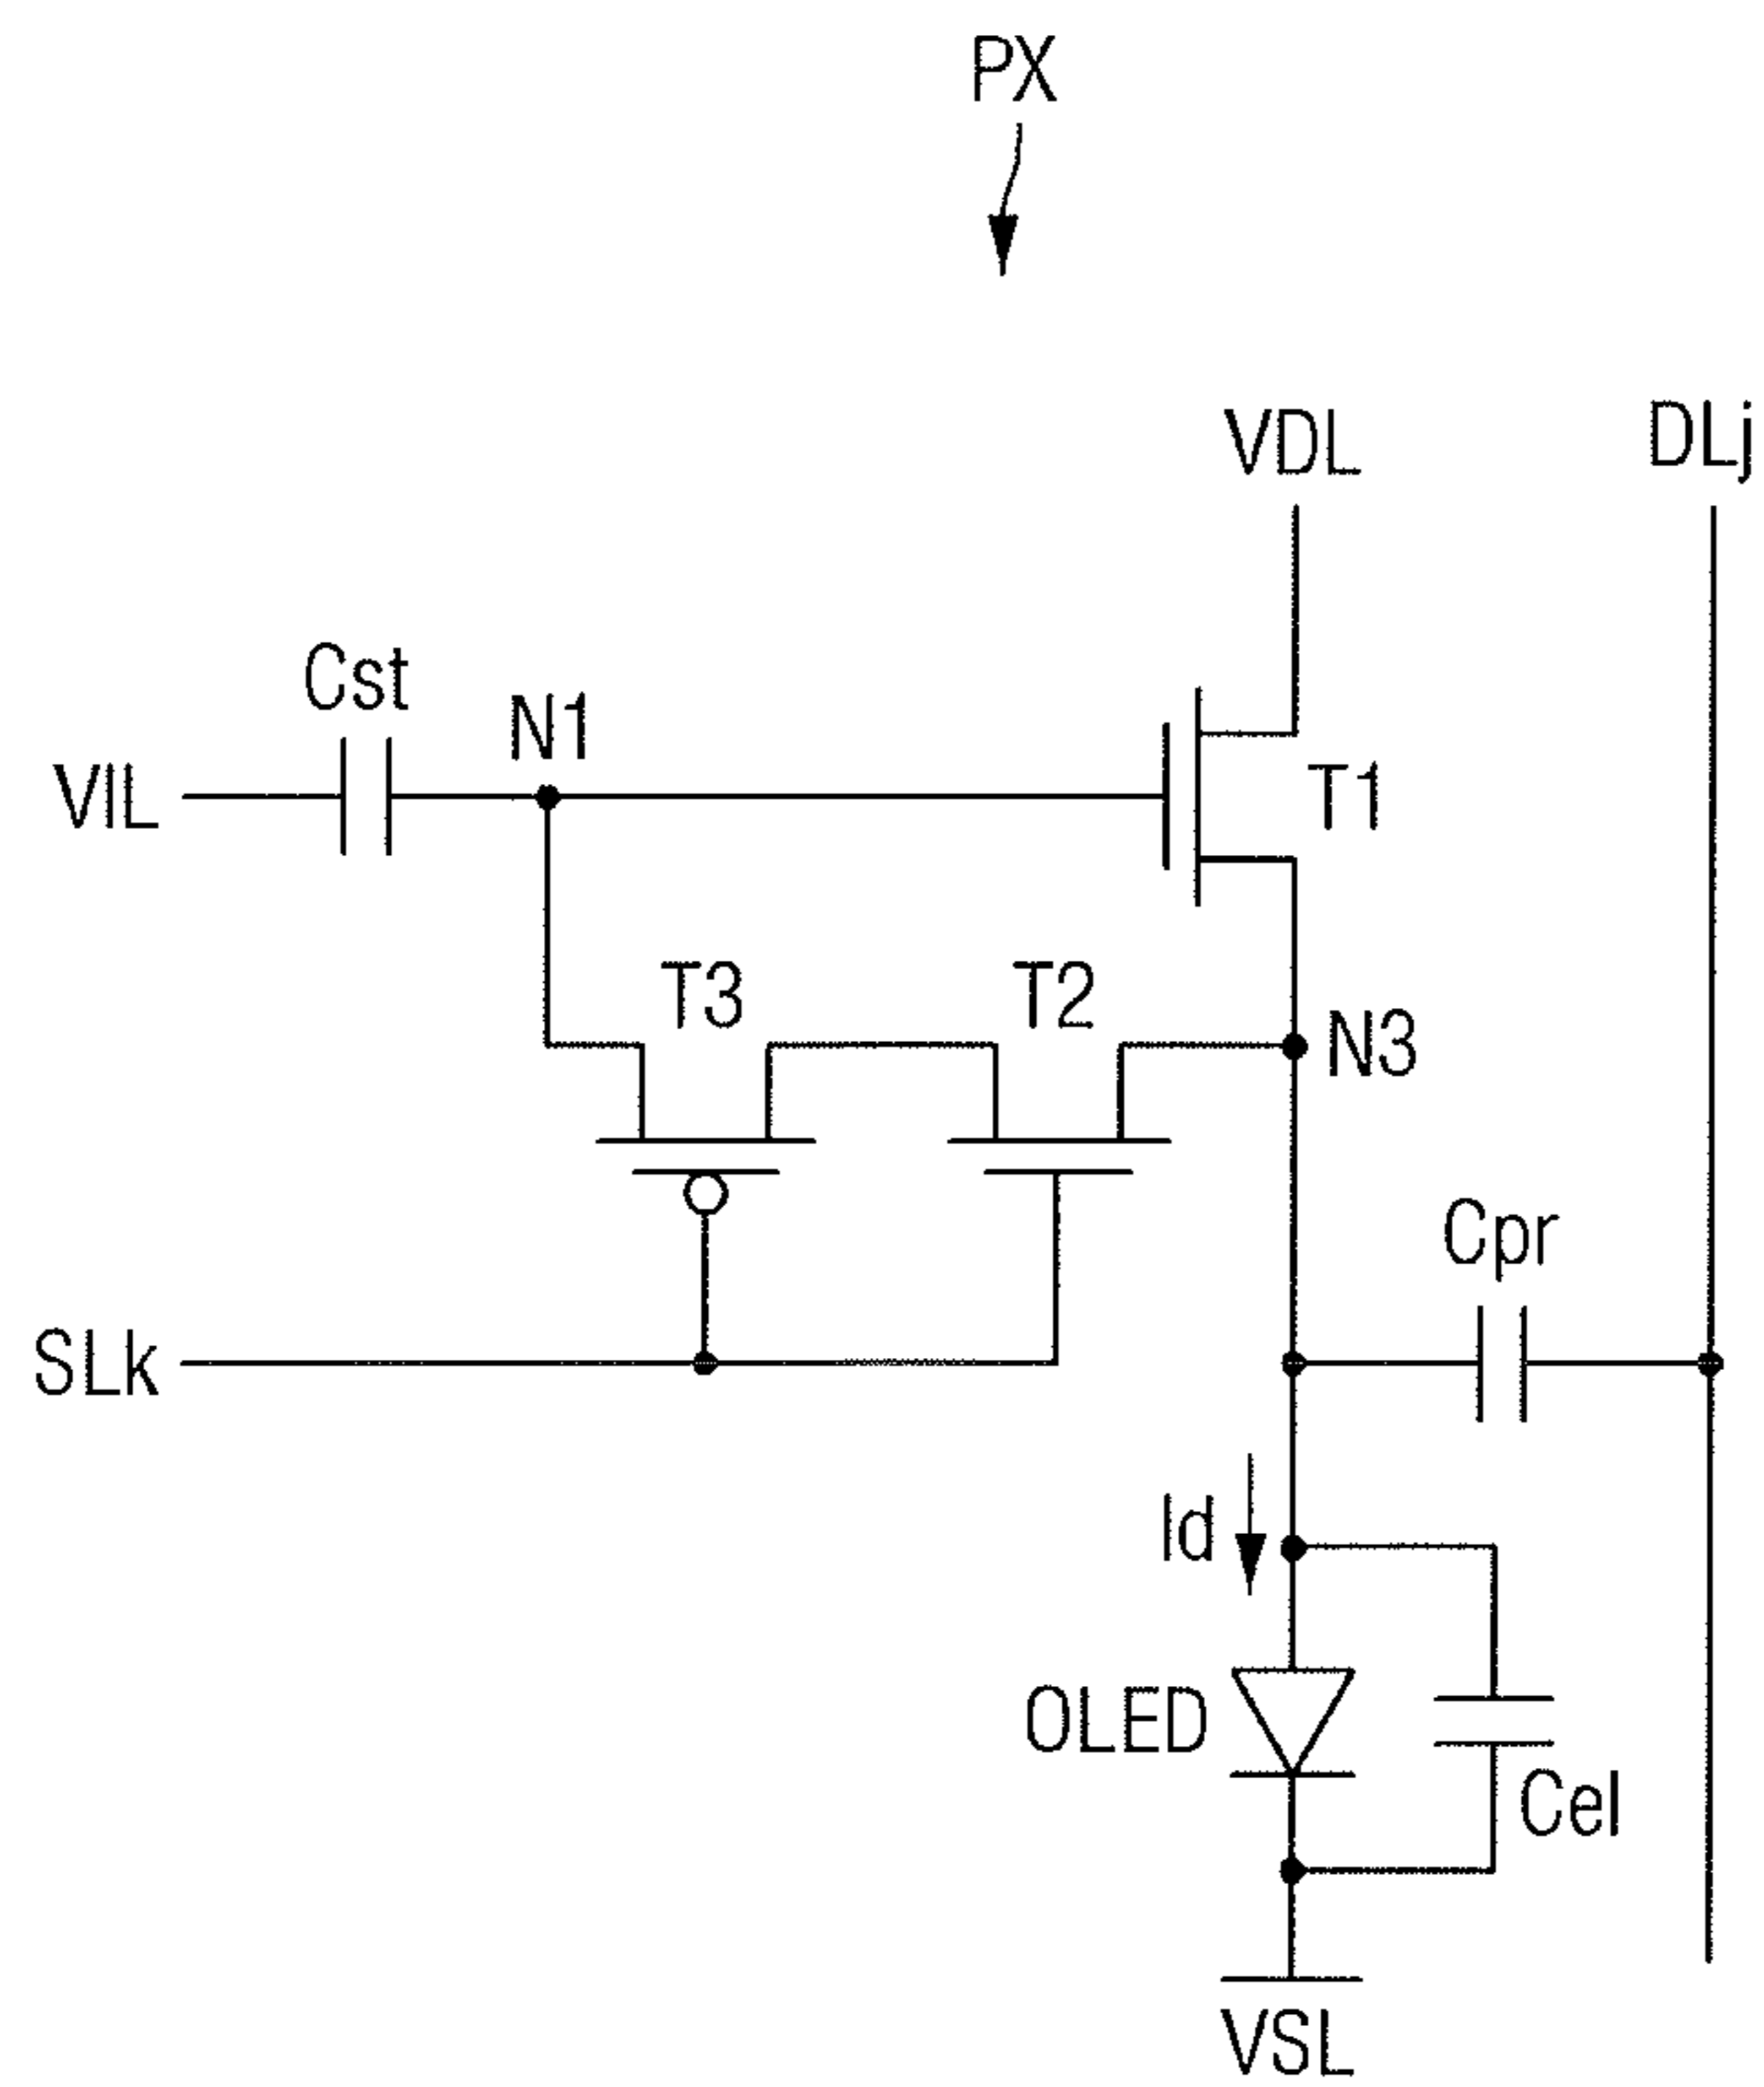 PX
VDL
DLj
Cst
N1
VIL
T1
T3
T2
N3
Cpr
SLk
Id
OLED
Cel
VSL